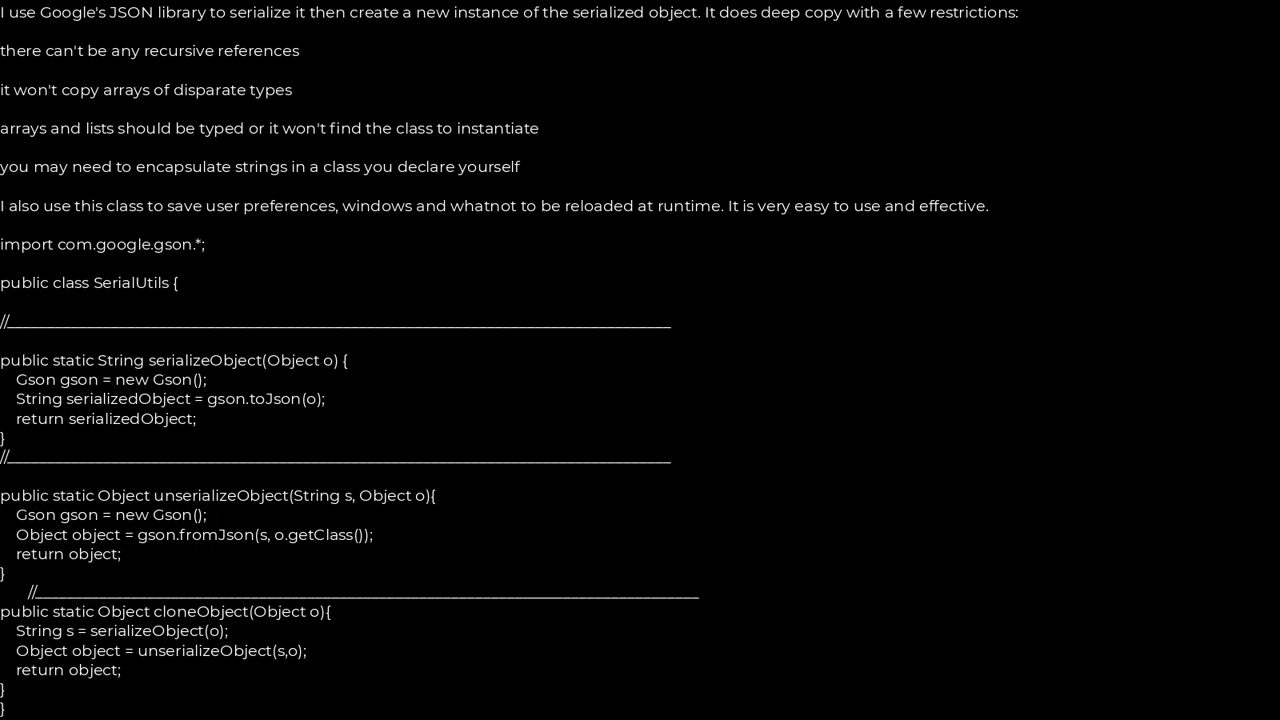 I use Google's JSON library to serialize it then create a new instance of the serialized object. It does deep copy with a few restrictions:
there can't be any recursive references
it won't copy arrays of disparate types
arrays and lists should be typed or it won't find the class to instantiate
you may need to encapsulate strings in a class you declare yourself
I also use this class to save user preferences, windows and whatnot to be reloaded at runtime. It is very easy to use and effective.
import com.google.gson.*;
public class SerialUtils {
//___________________________________________________________________________________
public static String serializeObject(Object o) {
    Gson gson = new Gson();
    String serializedObject = gson.toJson(o);
    return serializedObject;
}
//___________________________________________________________________________________
public static Object unserializeObject(String s, Object o){
    Gson gson = new Gson();
    Object object = gson.fromJson(s, o.getClass());
    return object;
}
       //___________________________________________________________________________________
public static Object cloneObject(Object o){
    String s = serializeObject(o);
    Object object = unserializeObject(s,o);
    return object;
}
}